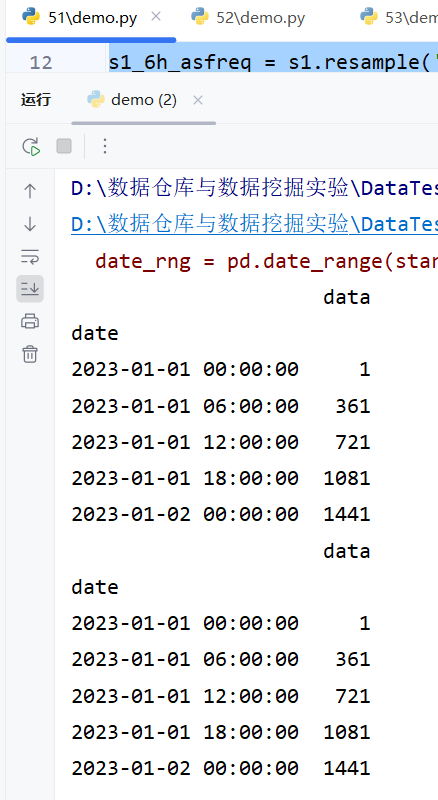 51\demo.py
52\demo.py
53\dem
12 s1_6h_asfreq = s1.resample('
运行 demo (2)
D:\数据仓库与数据挖掘实验\DataTes
D:\数据仓库与数据挖掘实验\DataTes
date_rng = pd.date_range(star
data
date
2023-01-01 00:00:00 1
2023-01-01 06:00:00 361
2023-01-01 12:00:00 721
2023-01-01 18:00:00 1081
2023-01-02 00:00:00 1441
data
date
2023-01-01 00:00:00 1
2023-01-01 06:00:00 361
2023-01-01 12:00:00 721
2023-01-01 18:00:00 1081
2023-01-02 00:00:00 1441